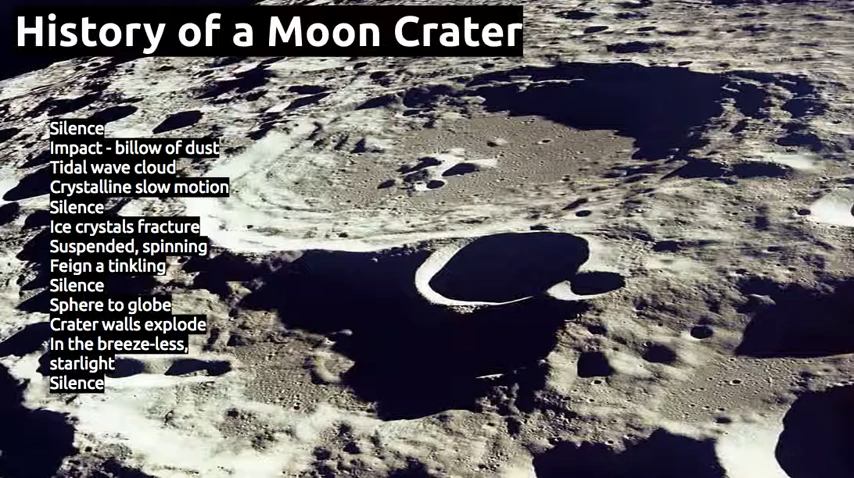 History of a Moon Crater
Silence
Impact - billow of dust
Tidal wave cloud
Crystalline slow motion
Silence
Ice crystals fracture
Suspended, spinning
Feign a tinkling
Silence
Sphere to globe
Crater walls explode
In the breeze-less,
starlight
Silence